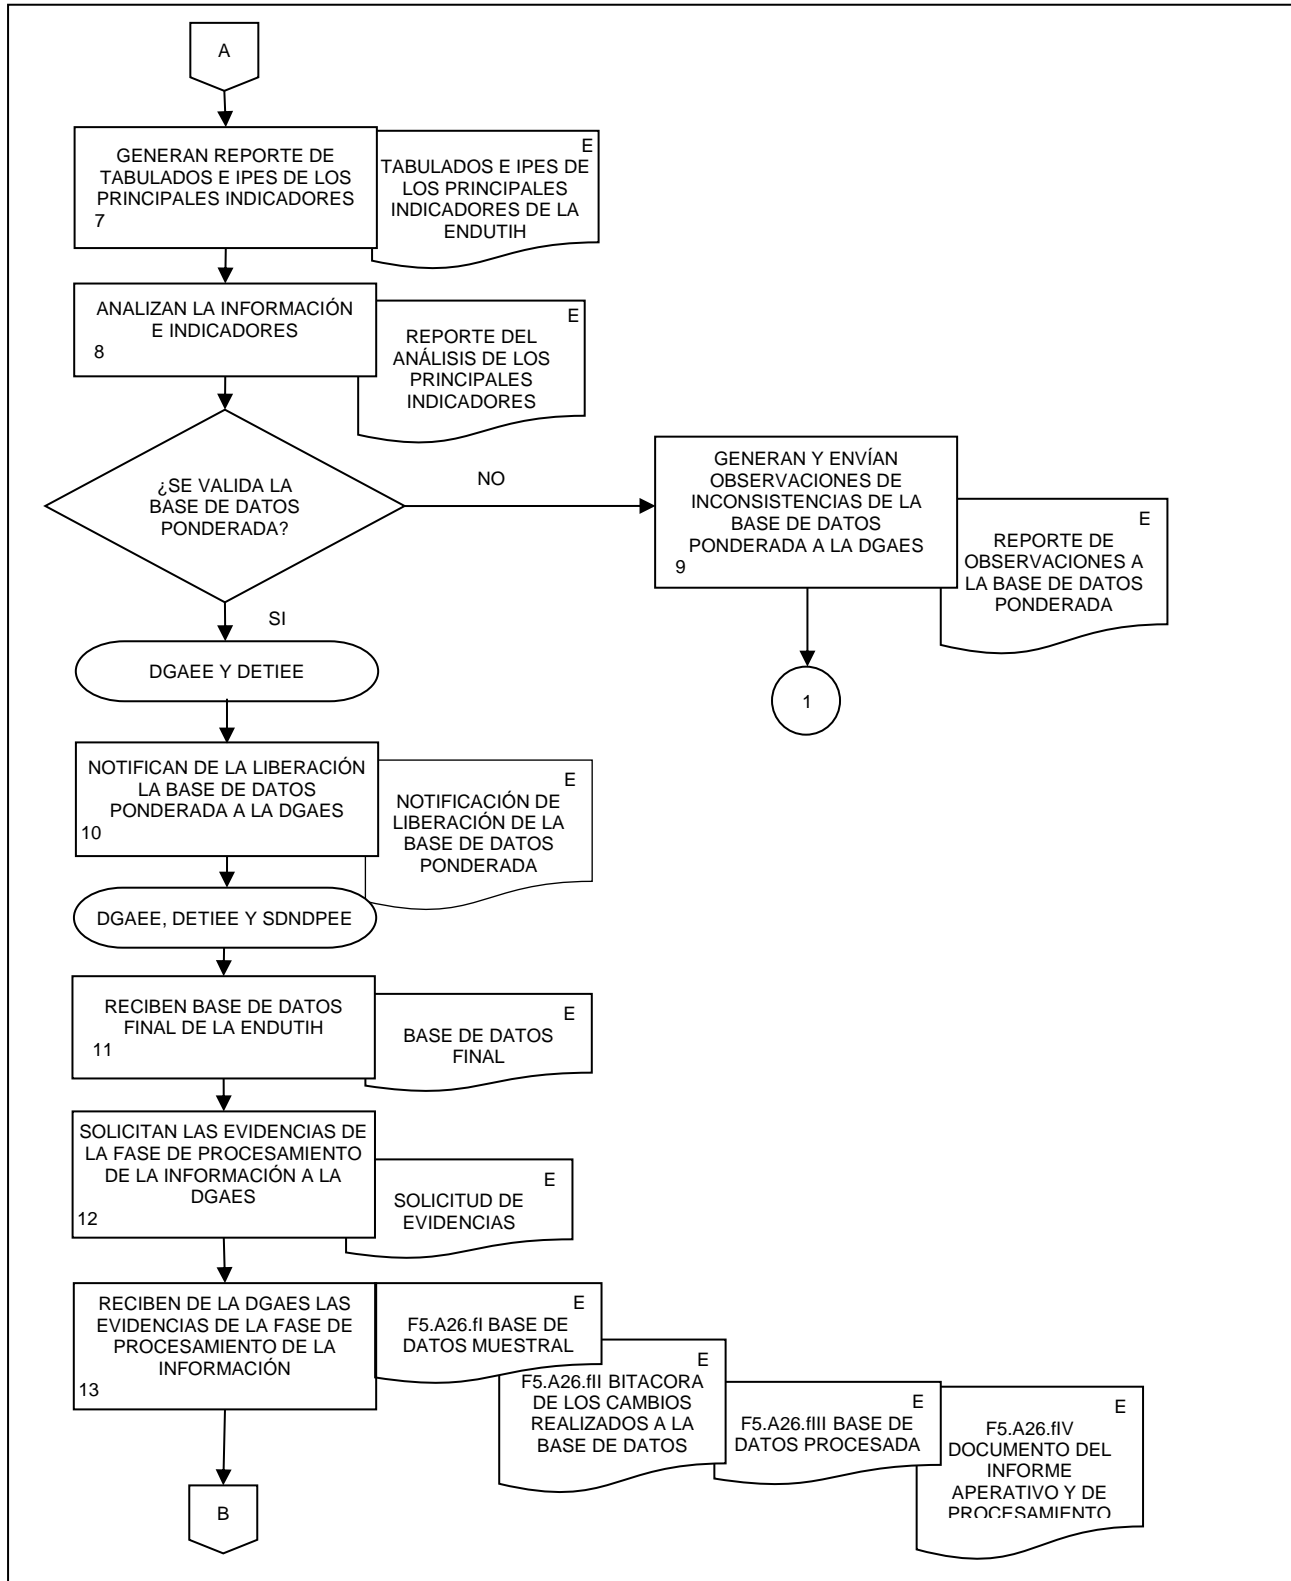 A
GENERAN REPORTE DE
TABULADOS E IPES DE LOS
PRINCIPALES INDICADORES
7
E
TABULADOS E IPES DE
LOS PRINCIPALES
INDICADORES DE LA
ENDUTIH
ANALIZAN LA INFORMACIÓN
E INDICADORES
8
E
REPORTE DEL
ANÁLISIS DE LOS
PRINCIPALES
INDICADORES
¿SE VALIDA LA
BASE DE DATOS
PONDERADA?
NO
GENERAN Y ENVÍAN
OBSERVACIONES DE
INCONSISTENCIAS DE LA
BASE DE DATOS
PONDERADA A LA DGAES
9
E
REPORTE DE
OBSERVACIONES A
LA BASE DE DATOS
PONDERADA
1
SI
DGAEE Y DETIEE
NOTIFICAN DE LA LIBERACIÓN
LA BASE DE DATOS
PONDERADA A LA DGAES
10
E
NOTIFICACIÓN DE
LIBERACIÓN DE LA
BASE DE DATOS
PONDERADA
DGAEE, DETIEE Y SDNDPEE
RECIBEN BASE DE DATOS
FINAL DE LA ENDUTIH
11
E
BASE DE DATOS
FINAL
SOLICITAN LAS EVIDENCIAS DE
LA FASE DE PROCESAMIENTO
DE LA INFORMACIÓN A LA
DGAES
12
E
SOLICITUD DE
EVIDENCIAS
RECIBEN DE LA DGAES LAS
EVIDENCIAS DE LA FASE DE
PROCESAMIENTO DE LA
INFORMACIÓN
13
E
F5.A26.fI BASE DE
DATOS MUESTRAL
E
F5.A26.fII BITACORA
DE LOS CAMBIOS
REALIZADOS A LA
BASE DE DATOS
E
F5.A26.fIII BASE DE
DATOS PROCESADA
E
F5.A26.fIV
DOCUMENTO DEL
INFORME
APERATIVO Y DE
PROCESAMIENTO
B